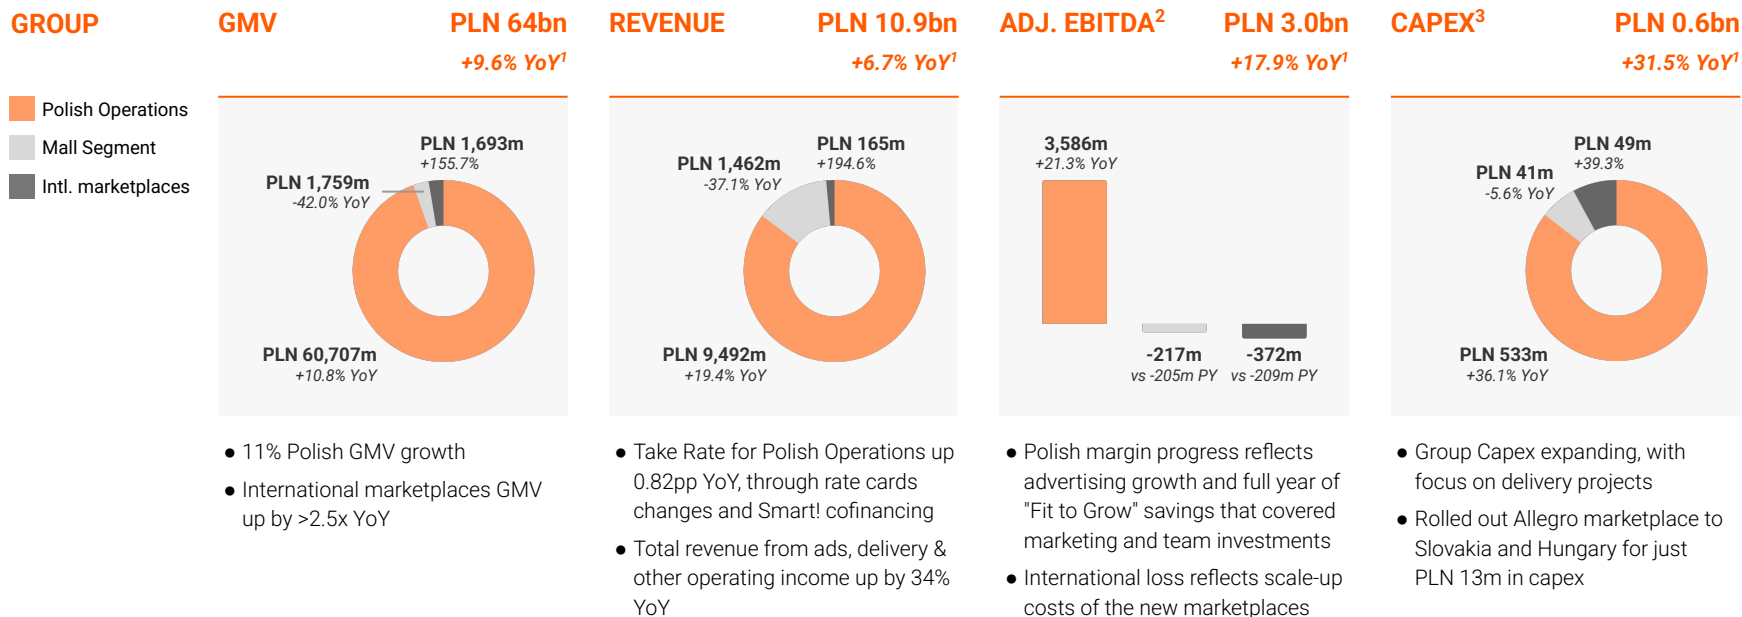 GROUP
Polish Operations
Mall Segment
Intl. marketplaces
GMV PLN 64bn
+9.6% YoY¹
PLN 1,693m
+155.7%
PLN 1,759m
-42.0% YoY
PLN 60,707m
+10.8% YoY
● 11% Polish GMV growth
● International marketplaces GMV
up by >2.5x YoY
REVENUE PLN 10.9bn
+6.7% YoY¹
PLN 165m
+194.6%
PLN 1,462m
-37.1% YoY
PLN 9,492m
+19.4% YoY
● Take Rate for Polish Operations up
0.82pp YoY, through rate cards
changes and Smart! cofinancing
● Total revenue from ads, delivery &
other operating income up by 34%
YoY
ADJ. EBITDA² PLN 3.0bn
+17.9% YoY¹
3,586m
+21.3% YoY
-217m
vs -205m PY
-372m
vs -209m PY
● Polish margin progress reflects
advertising growth and full year of
"Fit to Grow" savings that covered
marketing and team investments
● International loss reflects scale-up
costs of the new marketplaces
CAPEX³ PLN 0.6bn
+31.5% YoY¹
PLN 49m
+39.3%
PLN 41m
-5.6% YoY
PLN 533m
+36.1% YoY
● Group Capex expanding, with
focus on delivery projects
● Rolled out Allegro marketplace to
Slovakia and Hungary for just
PLN 13m in capex